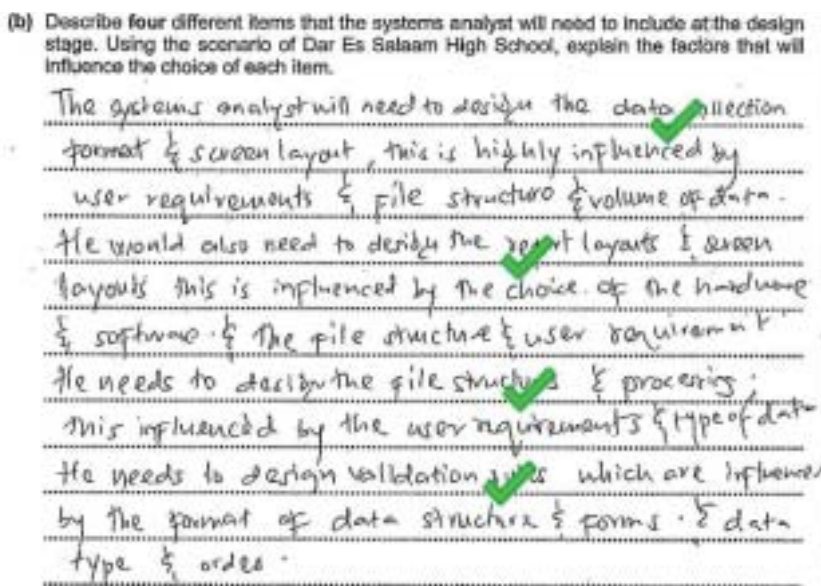 (b) Describe four different items that the systems analyst will need to include at the design
stage. Using the scenario of Dar Es Salaam High School, explain the factors that will
influence the choice of each item.
The systems analyst will need to design the data collection
format & screen layout, this is highly influenced by
user requirements & file structure & volume of data.
He would also need to design the report layouts & screen
layouts this is influenced by the choice of the hardware
& software. & the file structure & user requirement
He needs to design the file structure & processing;
this influenced by the user requirements & type of data
He needs to design validation which are influence
by the format of data structure & forms. & data
type & order.